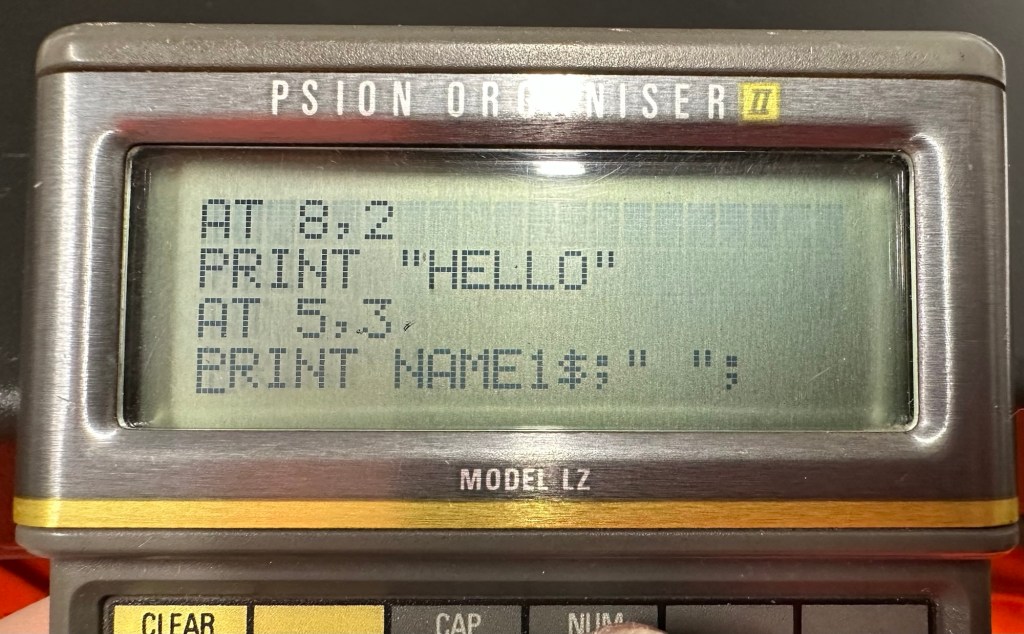 PSION ORGANISER II
AT 8,2
PRINT "HELLO"
AT 5,3
PRINT NAME1$;" ";
MODEL LZ
CLEAR CAP NUM